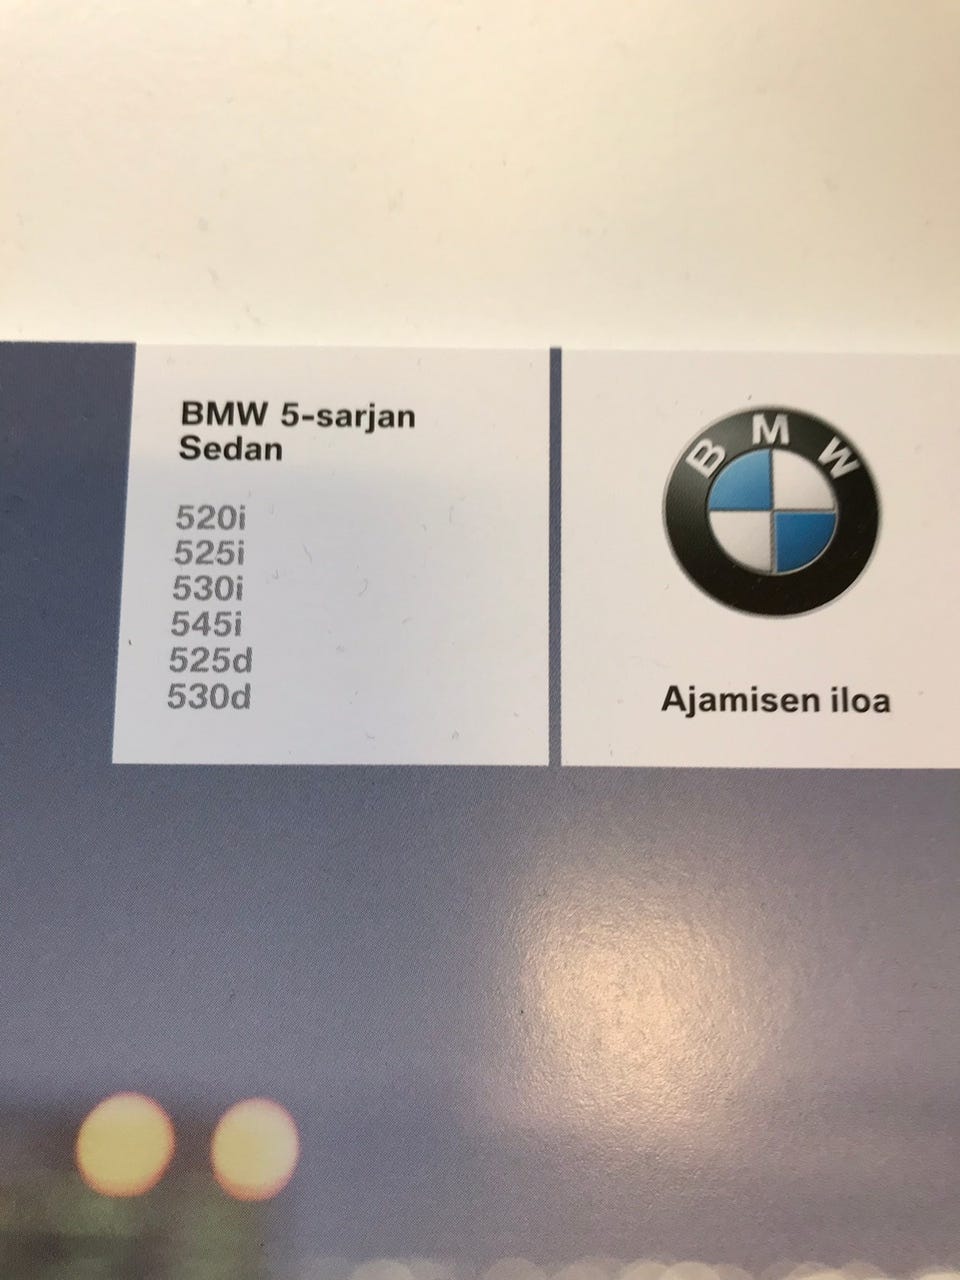 BMW 5-sarjan
Sedan
520i
525i
530i
545i
525d
530d
BMW
Ajamisen iloa